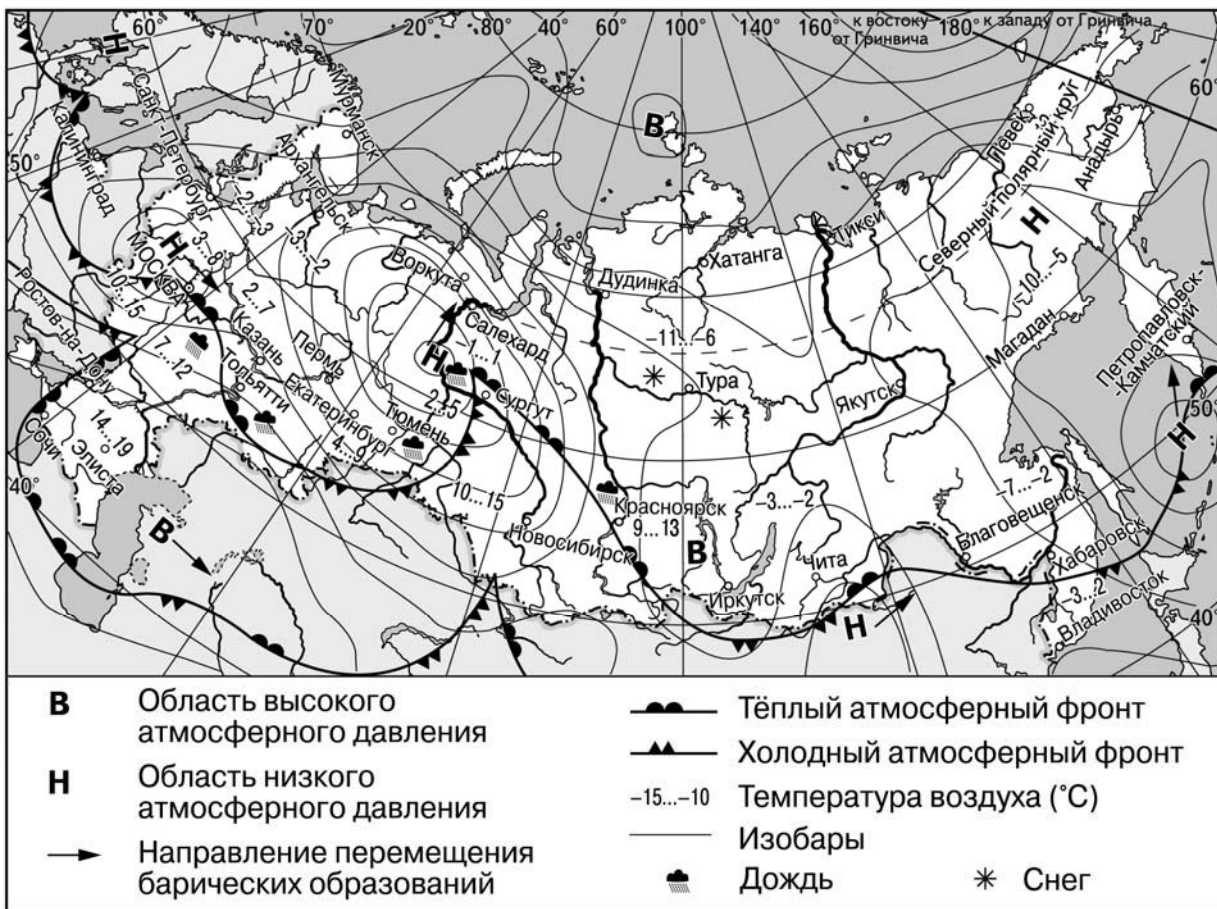 60° 70° 20° 80° 60 100° 140° 160° 180°
к востоку
от Гринвича
к западу от Гринвича
60°
50°
40°
50°
40°
Н
Калининград
Санкт-Петербург
Мурманск
Архангельск
МОСКВА
Н
3...8
2...7
-3...-2
10...15
7...12
14...19
Ростов-на-Дону
Сочи
Элиста
Казань
Тольятти
Пермь
Екатеринбург
Тюмень
4...9
2...5
-1...1
10...15
Воркута
Салехард
Н
Сургут
В
В
Дудинка
Хатанга
Тикси
-11...-6
Тура
Якутск
Красноярск
9...13
Новосибирск
В
Иркутск
-3...-2
Чита
Н
Благовещенск
-7...-2
Хабаровск
-3...2
Владивосток
Магадан
-10...-5
Н
Певек
Северный полярный круг
Анадырь
Петропавловск-
-Камчатский
Н
В Область высокого
атмосферного давления
Н Область низкого
атмосферного давления
Направление перемещения
барических образований
Тёплый атмосферный фронт
Холодный атмосферный фронт
-15...-10 Температура воздуха (°С)
Изобары
Дождь
Снег